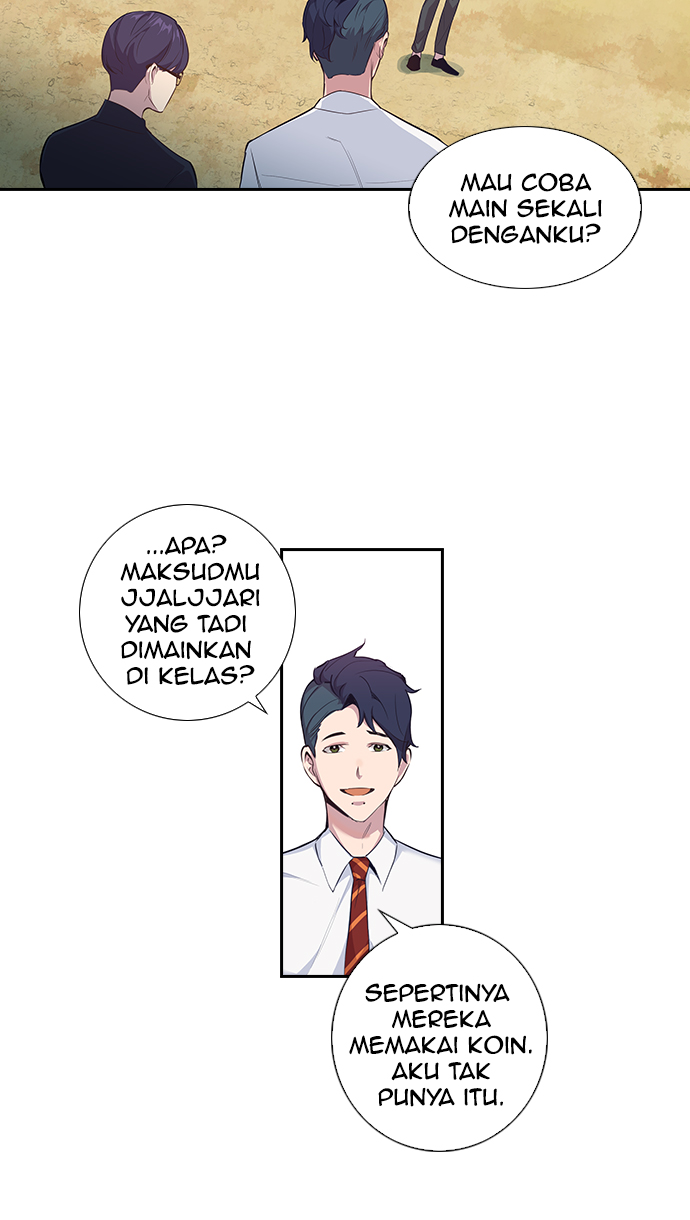 MAU COBA
MAIN SEKALI
DENGANKU?
...APA?
MAKSUDMU
JJALJJARI
YANG TADI
DIMAINKAN
DI KELAS?
SEPERTINYA
MEREKA
MEMAKAI KOIN.
AKU TAK
PUNYA ITU.